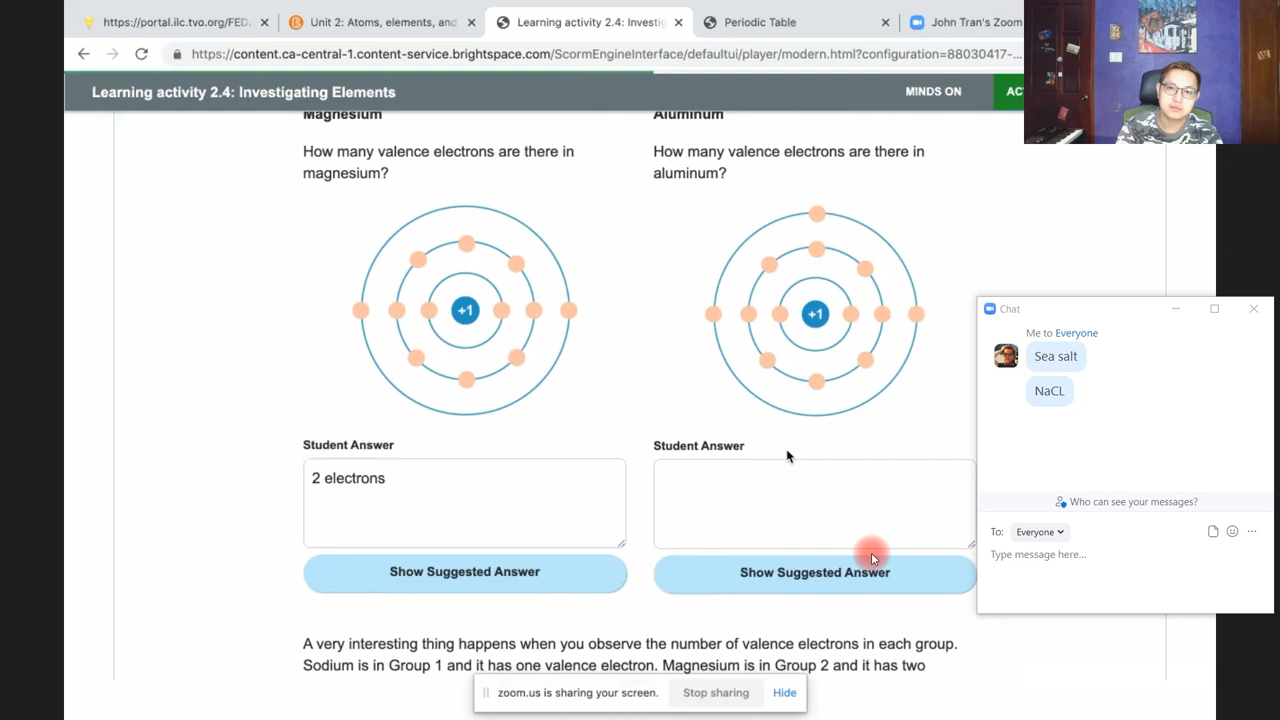 https://portal.ilc.tvo.org/FED
Unit 2: Atoms, elements, and
Learning activity 2.4: Investig
Periodic Table
John Tran's Zoom
https://content.ca-central-1.content-service.brightspace.com/ScormEngineInterface/defaultui/player/modern.html?configuration=88030417-...
Learning activity 2.4: Investigating Elements
MINDS ON
AC
Magnesium
How many valence electrons are there in
magnesium?
+1
Student Answer
2 electrons
Show Suggested Answer
Aluminum
How many valence electrons are there in
aluminum?
+1
Student Answer
Show Suggested Answer
A very interesting thing happens when you observe the number of valence electrons in each group.
Sodium is in Group 1 and it has one valence electron. Magnesium is in Group 2 and it has two
zoom.us is sharing your screen.
Stop sharing
Hide
Chat
Me to Everyone
Sea salt
NaCL
Who can see your messages?
To: Everyone
Type message here...